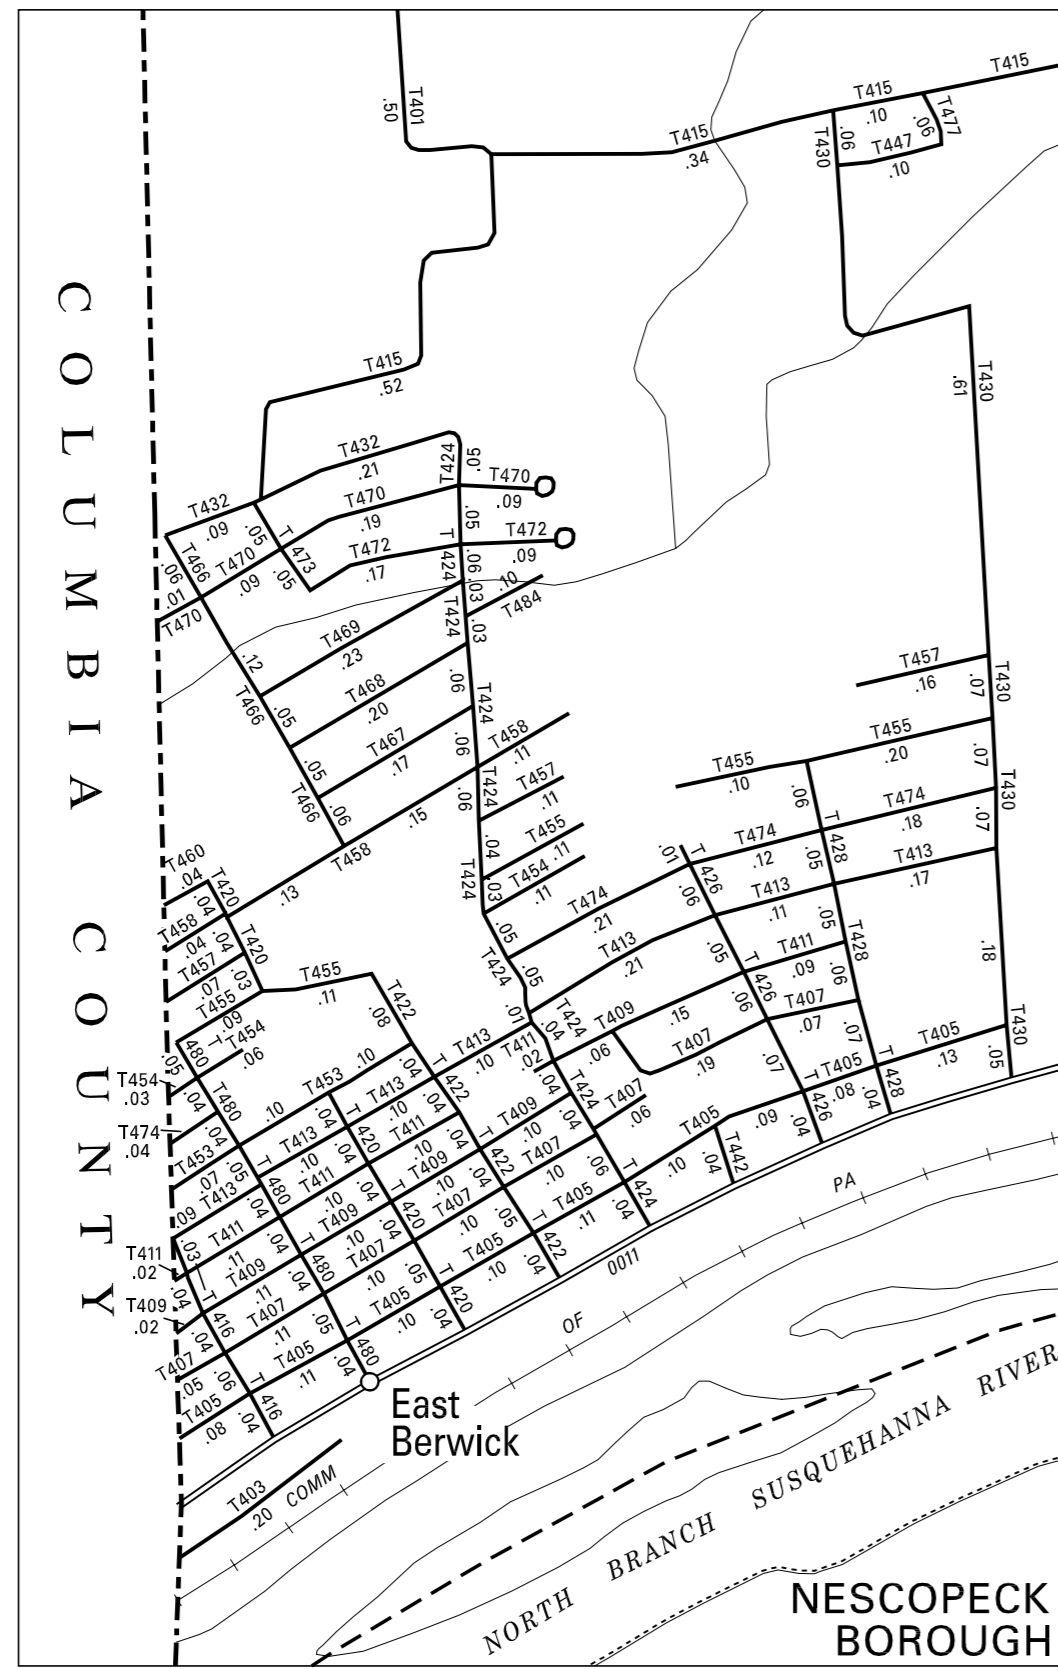 T401
.50
T415
T415
.10
T477
.06
T430
.06
T447
.10
T415
.34
T415
.52
T430
.61
T432
.21
T424
.05
T470
.09
T432
.09
T470
.19
.05
T472
.09
T473
.05
.05
T472
.17
T424
.06
T466
.06
T470
.09
.01
T470
.03
.10
T484
T424
.03
T469
.23
.12
T466
T468
.20
.06
T424
.05
T467
.17
.06
T458
.11
.05
T466
.06
T424
.06
T457
.11
.15
T458
.13
T455
.11
.04
T454
.11
T424
.03
T457
.16
T430
.07
T455
.20
T455
.10
.07
T430
.06
T474
.18
.07
T474
.12
T428
.05
T413
.17
.01
T426
.06
T413
.11
.05
T428
T474
.21
T413
.21
.05
T426
T411
.09
.06
.18
T460
.04
T420
.04
T458
.04
.04
T420
T457
.07
.03
T455
.09
T455
.11
T422
.08
.05
T424
.05
.01
T424
.04
T409
.15
.06
T407
.07
.07
T407
.19
.06
T405
.13
T430
.05
T480
.05
T454
.06
T454
.03
T480
.04
T474
.04
.04
T453
.10
.10
T413
.10
.04
T413
.10
T411
.02
T422
.04
T453
.07
.05
T413
.10
.04
T420
T411
.10
.04
T409
.10
.04
T424
.04
T407
.06
.07
T405
.08
T426
.04
T428
.04
T405
.09
.10
T442
.04
.09
T413
T480
.04
T411
.10
.04
T409
.10
.04
T422
T407
.10
.06
T424
.04
.03
T411
.11
.04
T409
.10
.04
T420
T407
.10
.05
T405
.11
T422
.04
T411
.02
.04
T409
.11
T480
T407
.10
.05
T405
.10
T420
.04
T409
.02
T416
.04
T407
.11
.05
T405
.10
T480
.04
T407
.05
.06
T405
.11
T416
.04
T405
.08
T403
.20
COLUMBIA COUNTY
0011
East
Berwick
COMM OF PA
NORTH BRANCH SUSQUEHANNA RIVER
NESCOPECK
BOROUGH